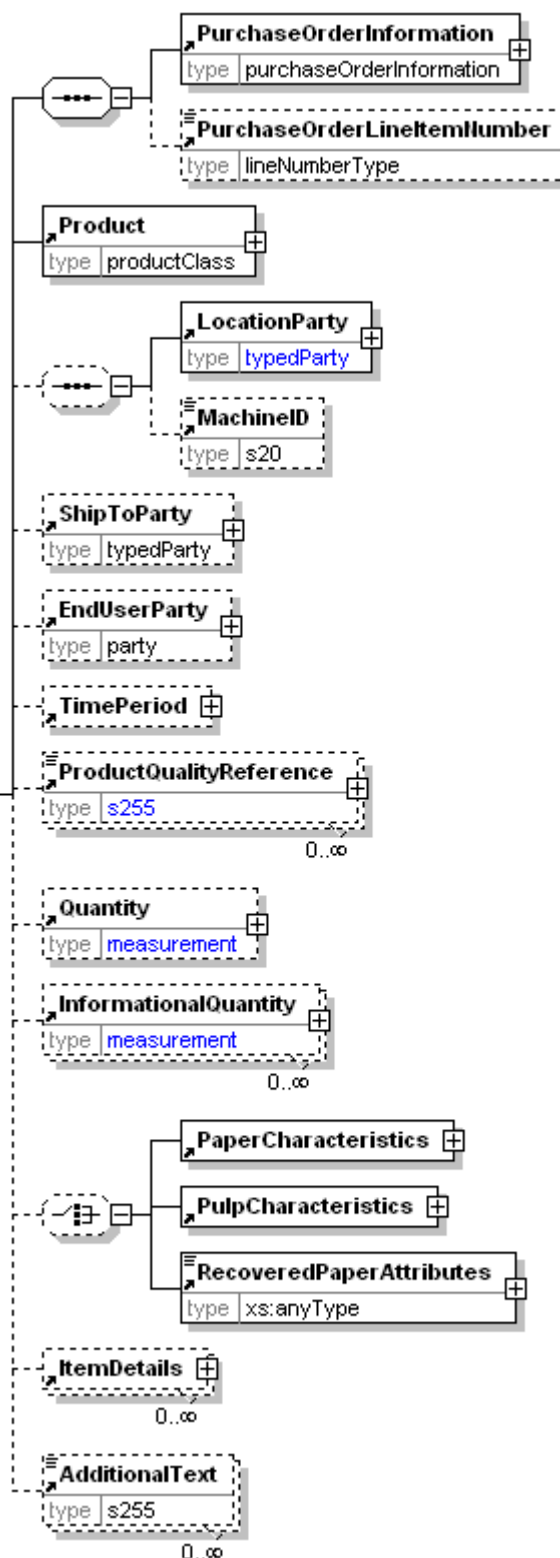 PurchaseOrderInformation
type purchaseOrderInformation
PurchaseOrderLineItemNumber
type lineNumberType
Product
type productClass
LocationParty
type typedParty
MachineID
type s20
ShipToParty
type typedParty
EndUserParty
type party
TimePeriod
ProductQualityReference
type s255
0..∞
Quantity
type measurement
InformationalQuantity
type measurement
0..∞
PaperCharacteristics
PulpCharacteristics
RecoveredPaperAttributes
type xs:anyType
ItemDetails
0..∞
AdditionalText
type s255
0..∞